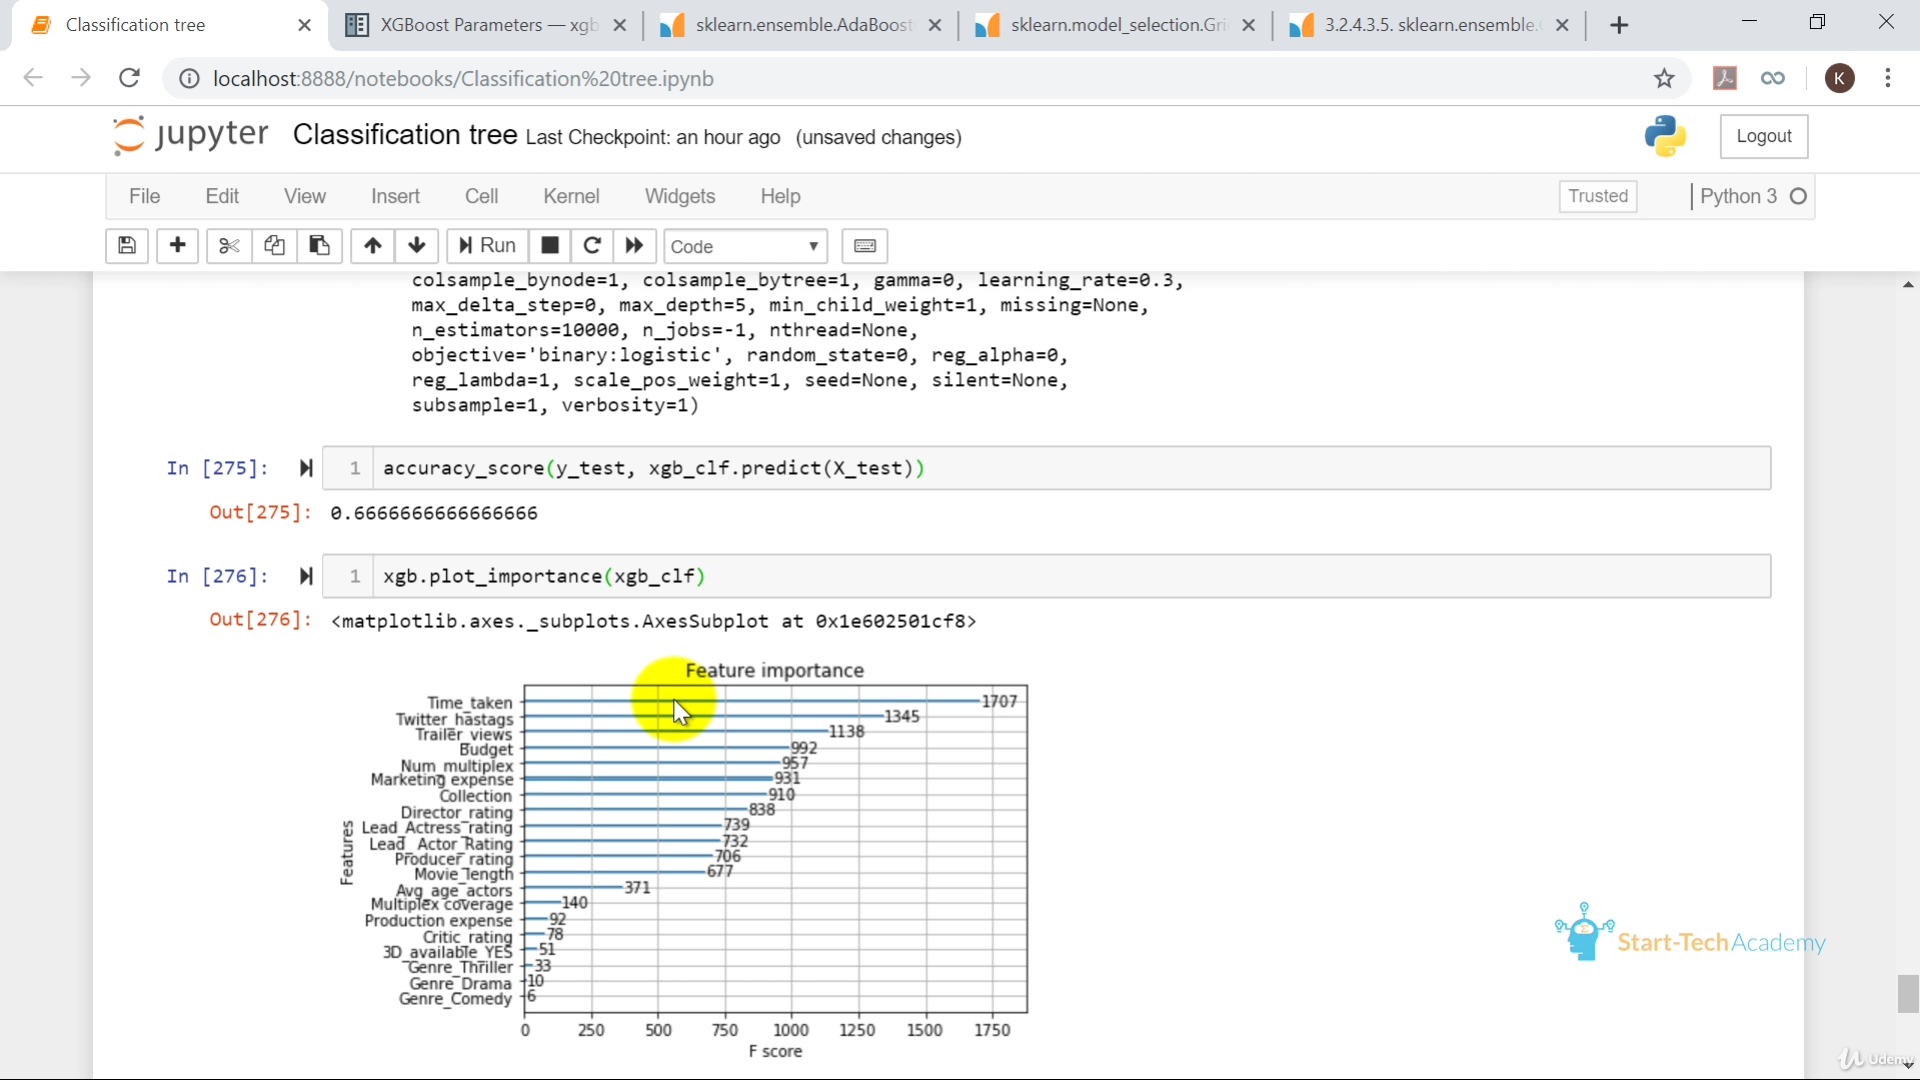 Classification tree
XGBoost Parameters — xgb
sklearn.ensemble.AdaBoost
sklearn.model_selection.Gri
3.2.4.3.5. sklearn.ensemble.
localhost:8888/notebooks/Classification%20tree.ipynb
K
jupyter Classification tree Last Checkpoint: an hour ago (unsaved changes)
Logout
File Edit View Insert Cell Kernel Widgets Help
Trusted
Python 3
Run
Code
colsample_bynode=1, colsample_bytree=1, gamma=0, learning_rate=0.3,
max_delta_step=0, max_depth=5, min_child_weight=1, missing=None,
n_estimators=10000, n_jobs=-1, nthread=None,
objective='binary:logistic', random_state=0, reg_alpha=0,
reg_lambda=1, scale_pos_weight=1, seed=None, silent=None,
subsample=1, verbosity=1)
In [275]: 1 accuracy_score(y_test, xgb_clf.predict(X_test))
Out[275]: 0.6666666666666666
In [276]: 1 xgb.plot_importance(xgb_clf)
Out[276]: <matplotlib.axes._subplots.AxesSubplot at 0x1e602501cf8>
Feature importance
Time_taken 1707
Twitter_hastags 1345
Trailer_views 1138
Budget 992
Num_multiplex 957
Marketing expense 931
Collection 910
Director_rating 838
Lead_Actress_rating 739
Lead_ Actor_Rating 732
Producer_rating 706
Movie_length 677
Avg_age_actors 371
Multiplex coverage 140
Production expense 92
Critic_rating 78
3D_available_YES 51
Genre_Thriller 33
Genre_Drama 10
Genre_Comedy 6
Features
0 250 500 750 1000 1250 1500 1750
F score
Start-Tech Academy
Udemy